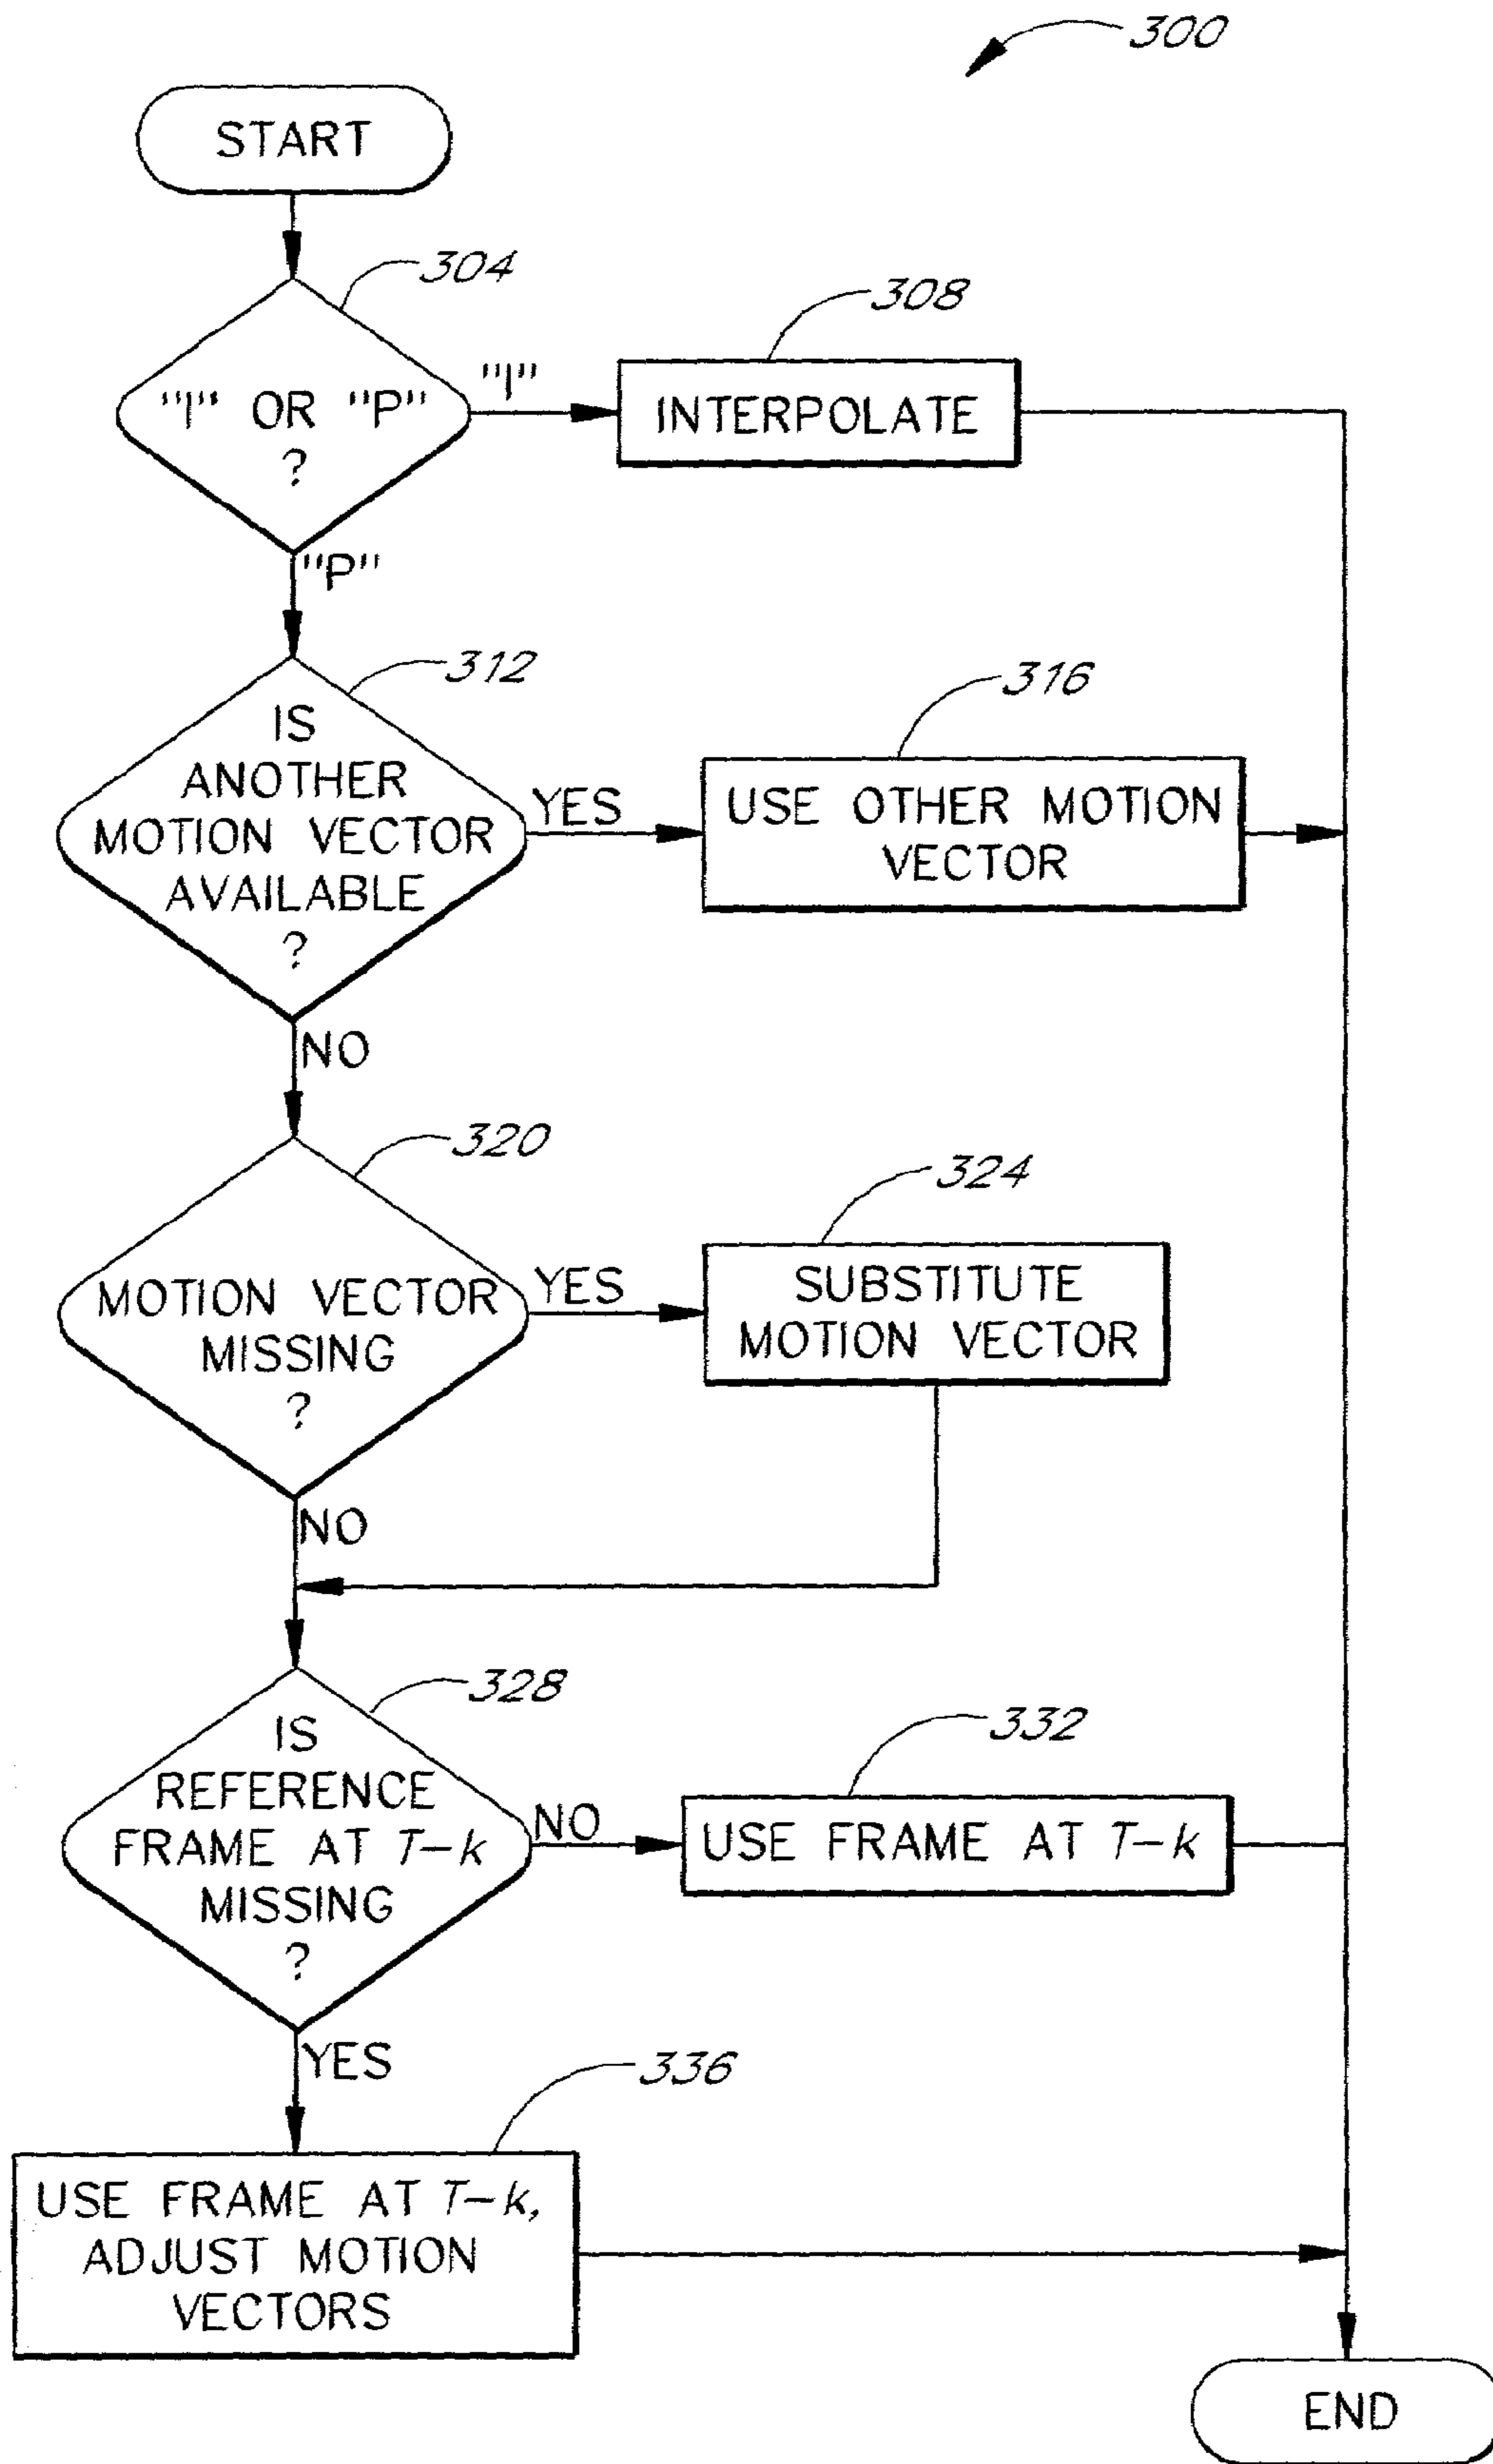 300
START
304
"I" OR "P"
?
"I"
308
INTERPOLATE
"P"
312
IS
ANOTHER
MOTION VECTOR
AVAILABLE
?
YES
316
USE OTHER MOTION
VECTOR
NO
320
MOTION VECTOR
MISSING
?
YES
324
SUBSTITUTE
MOTION VECTOR
NO
328
IS
REFERENCE
FRAME AT T-k
MISSING
?
NO
332
USE FRAME AT T-k
YES
336
USE FRAME AT T-k,
ADJUST MOTION
VECTORS
END